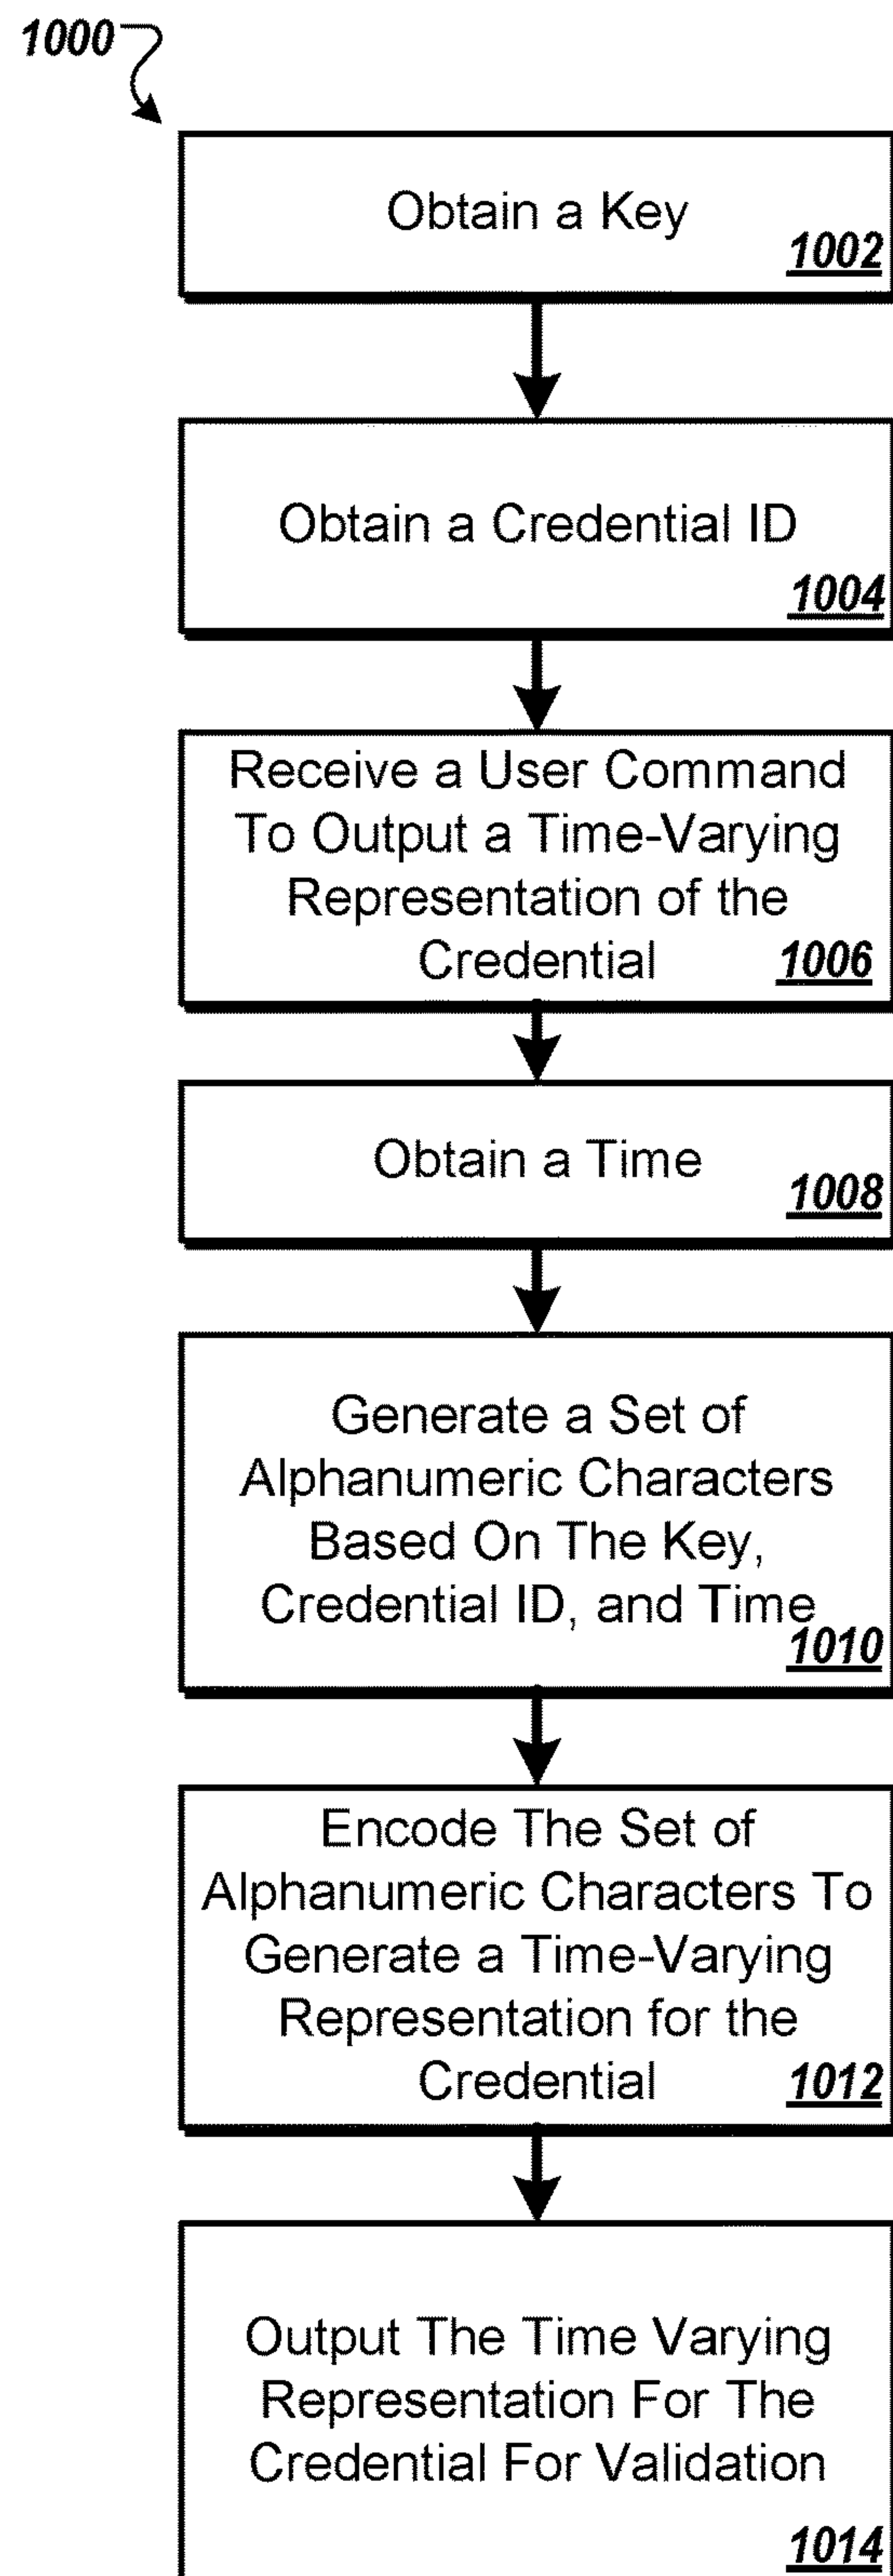 1000
Obtain a Key
1002
Obtain a Credential ID
1004
Receive a User Command
To Output a Time-Varying
Representation of the
Credential 1006
Obtain a Time
1008
Generate a Set of
Alphanumeric Characters
Based On The Key,
Credential ID, and Time
1010
Encode The Set of
Alphanumeric Characters To
Generate a Time-Varying
Representation for the
Credential 1012
Output The Time Varying
Representation For The
Credential For Validation
1014